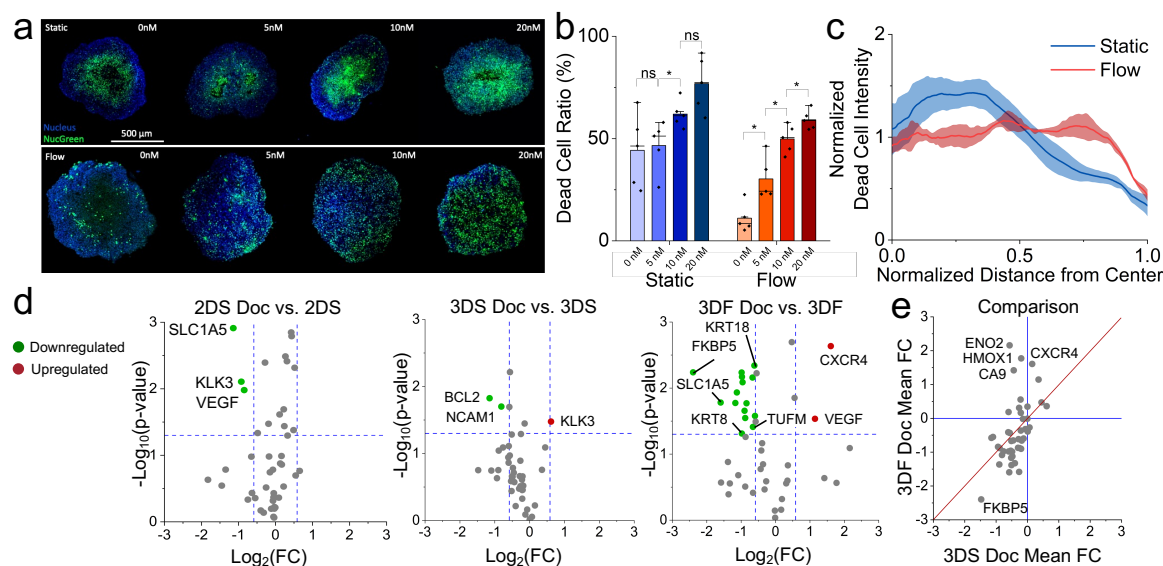 a
Static
0nM
5nM
10nM
20nM
Nucleus
NucGreen
500 µm
Flow
0nM
5nM
10nM
20nM
b
Dead Cell Ratio (%)
100
50
0
ns
*
ns
*
*
*
0 nM
5 nM
10 nM
20 nM
0 nM
5 nM
10 nM
20 nM
Static
Flow
c
Normalized
Dead Cell Intensity
2
1
0
Static
Flow
0.0
0.5
1.0
Normalized Distance from Center
d
Downregulated
Upregulated
2DS Doc vs. 2DS
-Log10(p-value)
3
2
1
0
SLC1A5
KLK3
VEGF
-3 -2 -1 0 1 2 3
Log2(FC)
3DS Doc vs. 3DS
-Log10(p-value)
3
2
1
0
BCL2
NCAM1
KLK3
-3 -2 -1 0 1 2 3
Log2(FC)
3DF Doc vs. 3DF
-Log10(p-value)
3
2
1
0
KRT18
FKBP5
CXCR4
SLC1A5
KRT8
TUFM
VEGF
-3 -2 -1 0 1 2 3
Log2(FC)
e
Comparison
3DF Doc Mean FC
3
2
1
0
-1
-2
-3
ENO2
HMOX1
CXCR4
CA9
FKBP5
-3 -2 -1 0 1 2 3
3DS Doc Mean FC